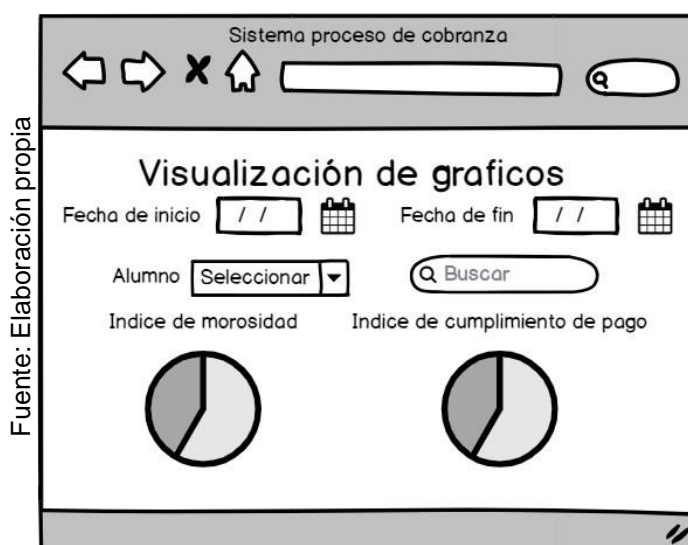 Sistema proceso de cobranza
Visualización de graficos
Fecha de inicio / / Fecha de fin / /
Alumno Seleccionar Buscar
Indice de morosidad Indice de cumplimiento de pago
Fuente: Elaboración propia